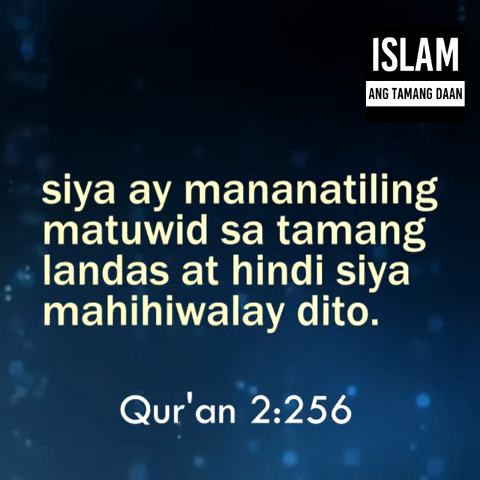 ISLAM
ANG TAMANG DAAN
siya ay mananatiling
matuwid sa tamang
landas at hindi siya
mahihiwalay dito.
Qur'an 2:256